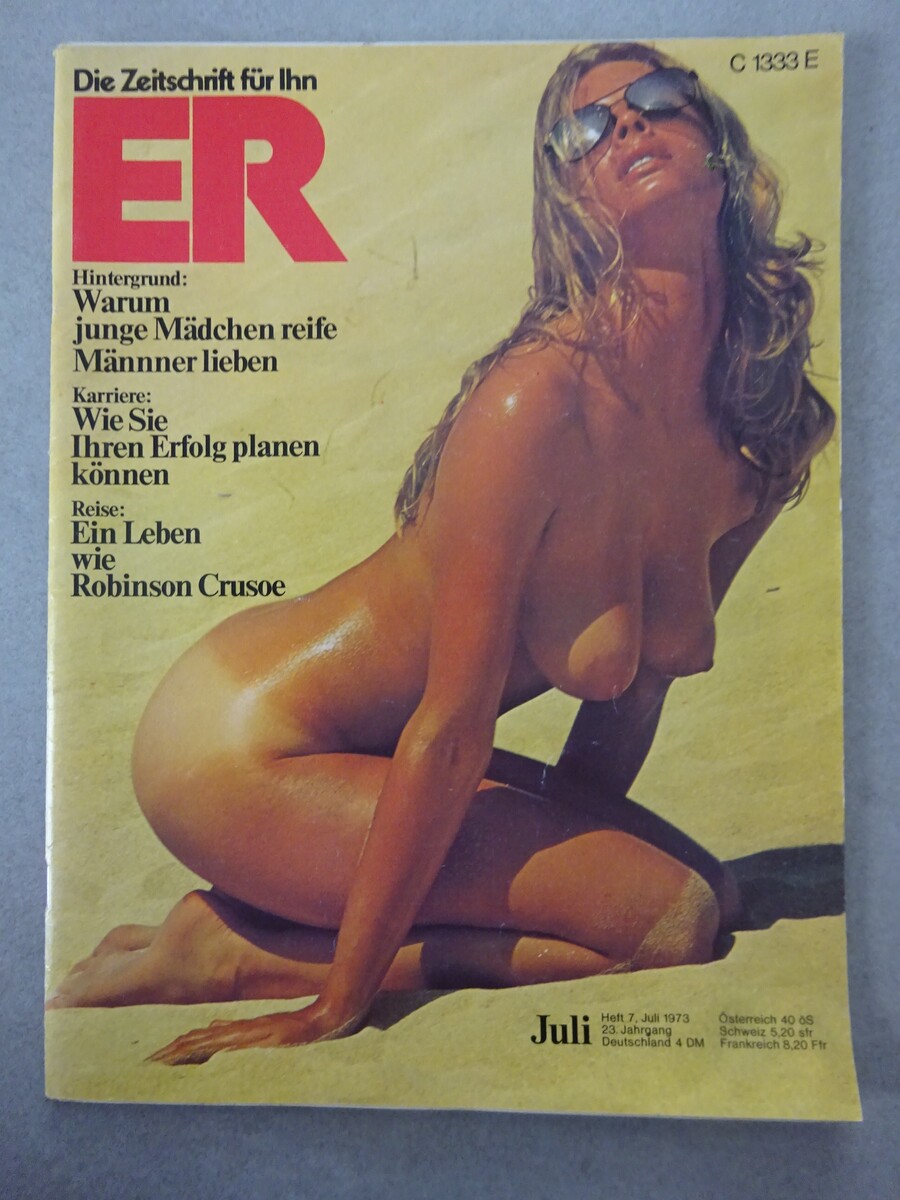 Die Zeitschrift für Ihn
C 1333 E
ER
Hintergrund:
Warum
junge Mädchen reife
Männner lieben
Karriere:
Wie Sie
Ihren Erfolg planen
können
Reise:
Ein Leben
wie
Robinson Crusoe
Juli
Heft 7, Juli 1973
23. Jahrgang
Deutschland 4 DM
Österreich 40 öS
Schweiz 5,20 sfr
Frankreich 8,20 Ffr